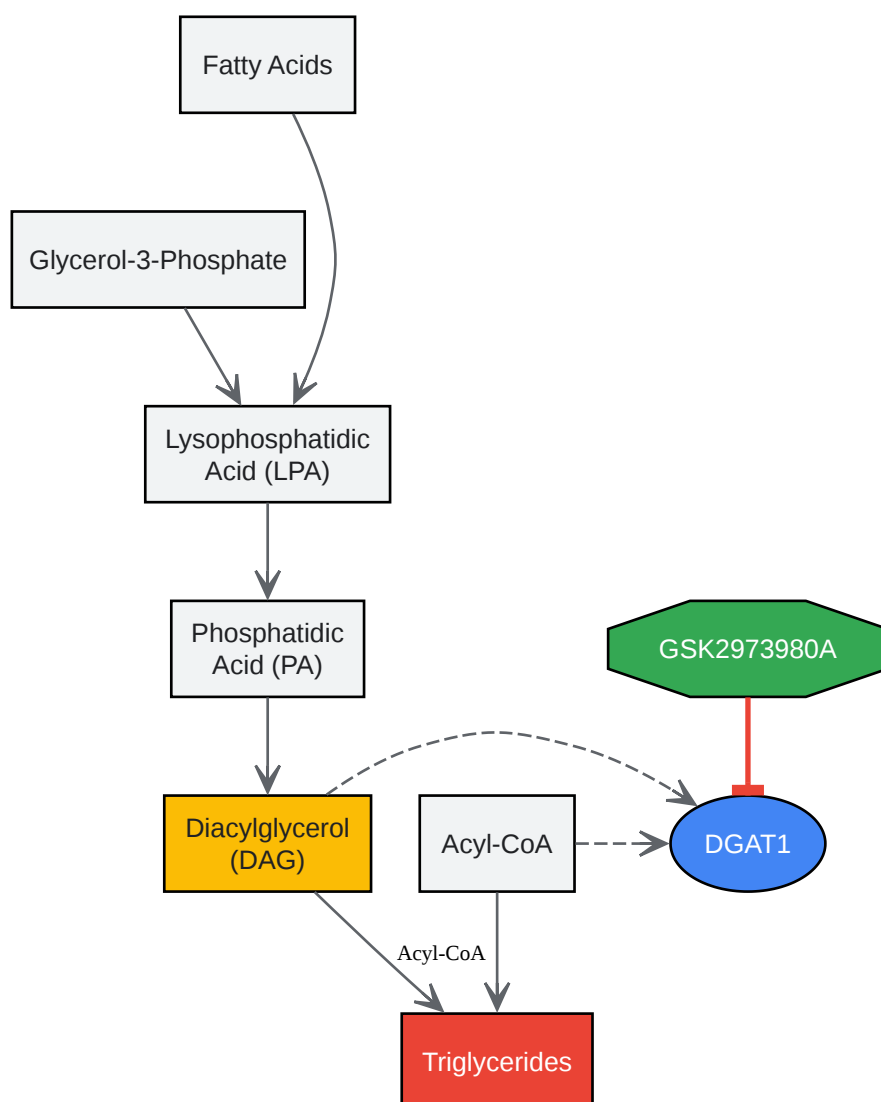 Fatty Acids
Glycerol-3-Phosphate
Lysophosphatidic
Acid (LPA)
Phosphatidic
Acid (PA)
GSK2973980A
Diacylglycerol
(DAG)
Acyl-CoA
DGAT1
Acyl-CoA
Triglycerides